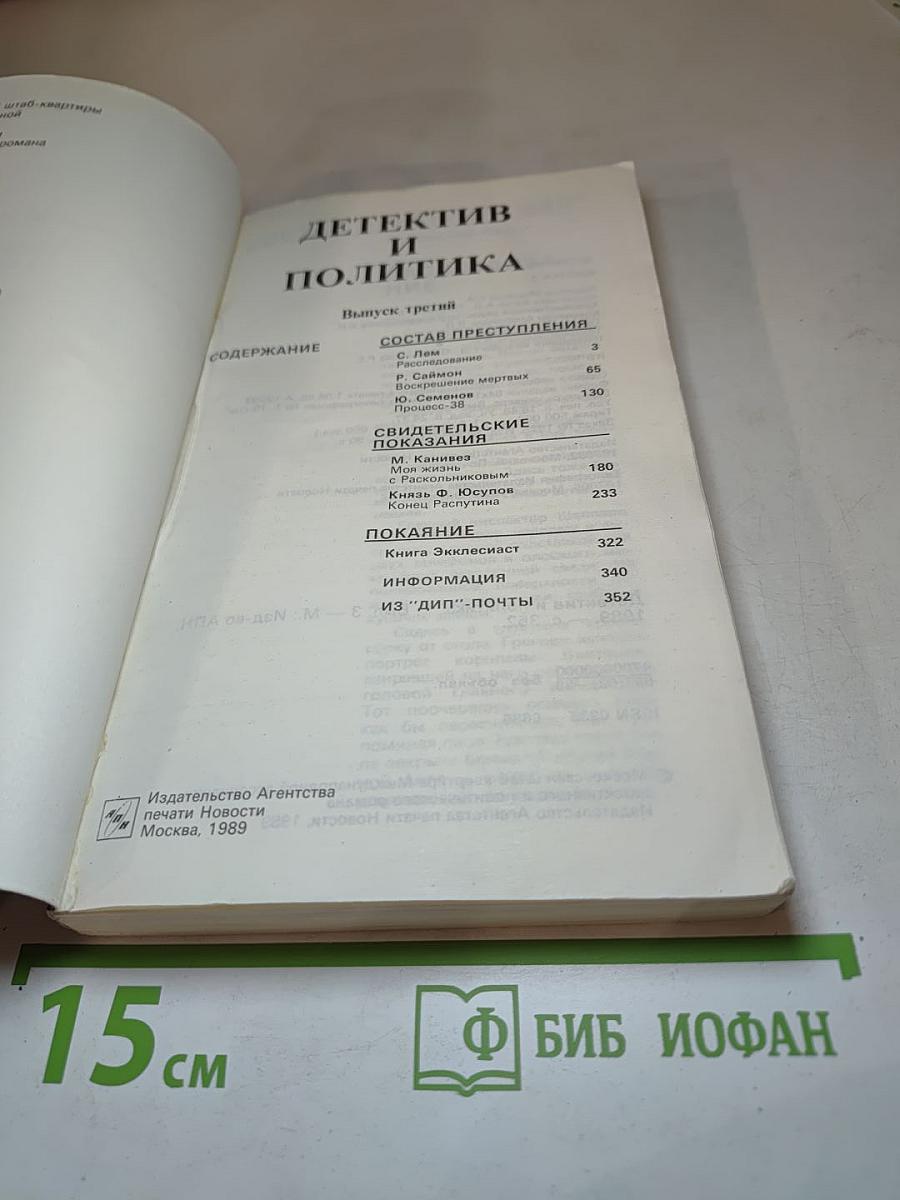 штаб-квартиры
романа
ДЕТЕКТИВ
И
ПОЛИТИКА
Выпуск третий
СОДЕРЖАНИЕ
СОСТАВ ПРЕСТУПЛЕНИЯ
С. Лем
Расследование 3
Р. Саймон
Воскрешение мертвых 65
Ю. Семенов
Процесс-38 130
СВИДЕТЕЛЬСКИЕ
ПОКАЗАНИЯ
М. Канивез
Моя жизнь
с Раскольниковым 180
Князь Ф. Юсупов
Конец Распутина 233
ПОКАЯНИЕ
Книга Экклесиаст 322
ИНФОРМАЦИЯ 340
ИЗ "ДИП"-ПОЧТЫ 352
АПН
Издательство Агентства
печати Новости
Москва, 1989
15 см
Ф БИБ ИОФАН